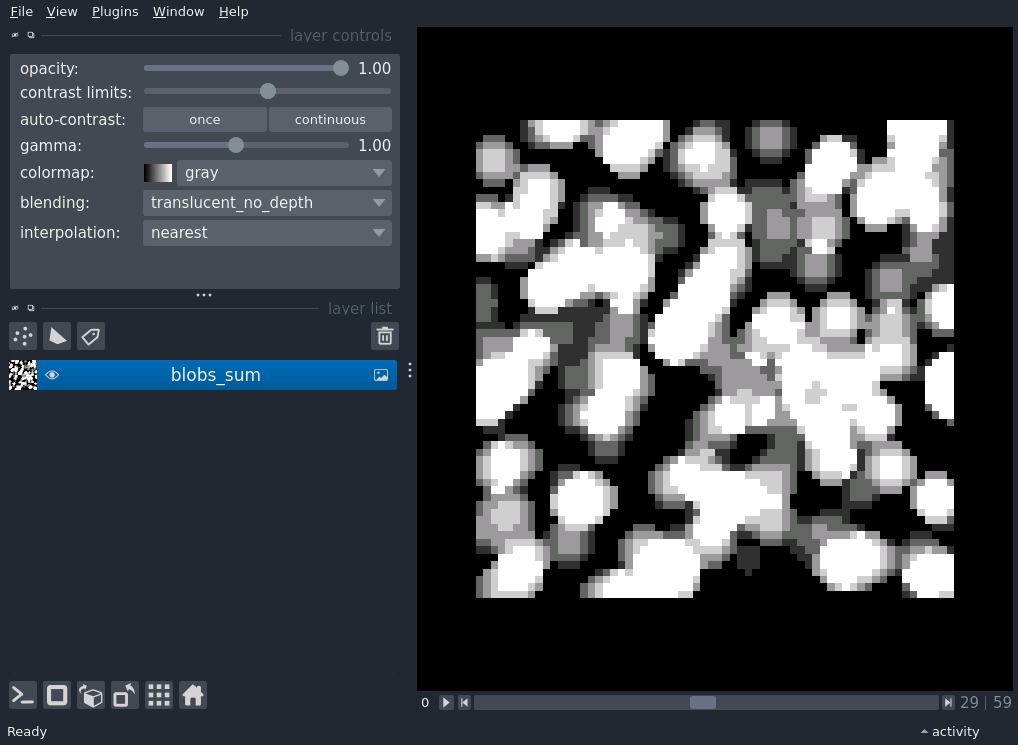 File View Plugins Window Help
layer controls
opacity: 1.00
contrast limits:
auto-contrast: once continuous
gamma: 1.00
colormap: gray
blending: translucent_no_depth
interpolation: nearest
layer list
blobs_sum
0 29 | 59
Ready activity